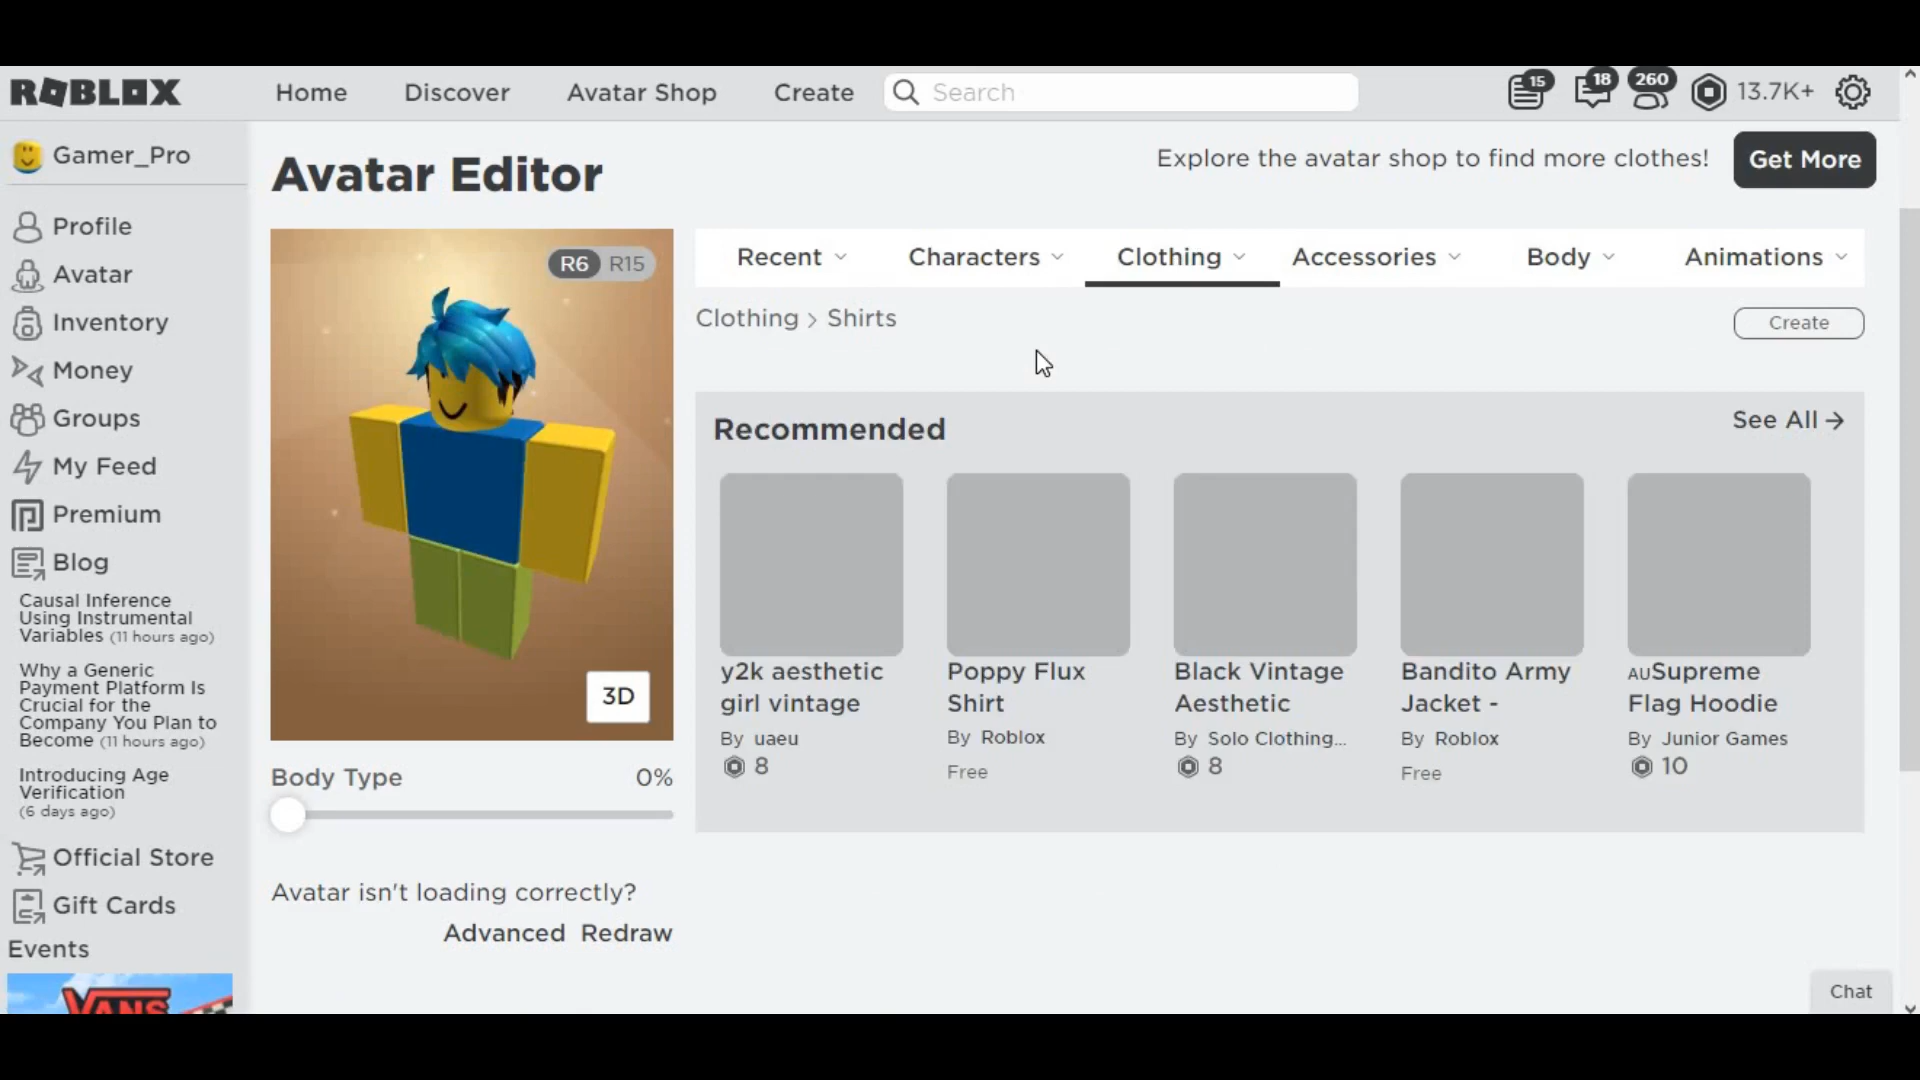 ROBLOX
Home
Discover
Avatar Shop
Create
Search
15
18
260
13.7K+
Gamer_Pro
Profile
Avatar
Inventory
Money
Groups
My Feed
Premium
Blog
Causal Inference
Using Instrumental
Variables (11 hours ago)
Why a Generic
Payment Platform Is
Crucial for the
Company You Plan to
Become (11 hours ago)
Introducing Age
Verification
(6 days ago)
Official Store
Gift Cards
Events
VANS
Avatar Editor
Explore the avatar shop to find more clothes!
Get More
R6 R15
3D
Body Type 0%
Avatar isn't loading correctly?
Advanced Redraw
Recent
Characters
Clothing
Accessories
Body
Animations
Clothing > Shirts
Create
Recommended
See All →
y2k aesthetic
girl vintage
By uaeu
8
Poppy Flux
Shirt
By Roblox
Free
Black Vintage
Aesthetic
By Solo Clothing...
8
Bandito Army
Jacket -
By Roblox
Free
AUSupreme
Flag Hoodie
By Junior Games
10
Chat